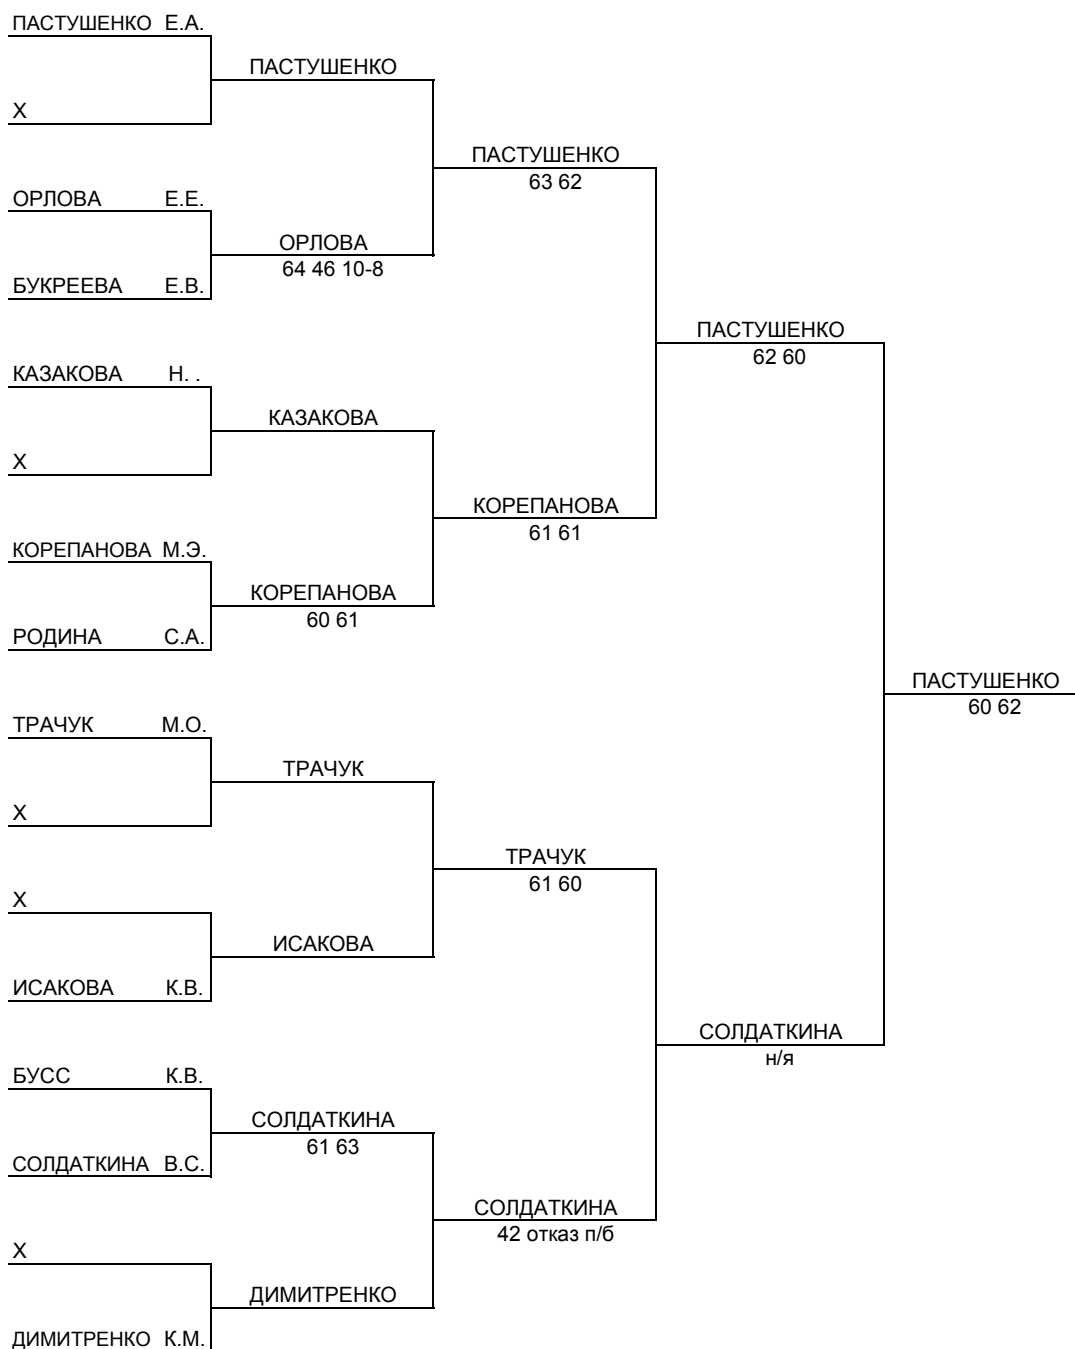 ПАСТУШЕНКО Е.А.
ПАСТУШЕНКО
Х
ПАСТУШЕНКО
63 62
ОРЛОВА Е.Е.
ОРЛОВА
64 46 10-8
БУКРЕЕВА Е.В.
ПАСТУШЕНКО
62 60
КАЗАКОВА Н. .
КАЗАКОВА
Х
КОРЕПАНОВА
61 61
КОРЕПАНОВА М.Э.
КОРЕПАНОВА
60 61
РОДИНА С.А.
ПАСТУШЕНКО
60 62
ТРАЧУК М.О.
ТРАЧУК
Х
ТРАЧУК
61 60
Х
ИСАКОВА
ИСАКОВА К.В.
СОЛДАТКИНА
н/я
БУСС К.В.
СОЛДАТКИНА
61 63
СОЛДАТКИНА В.С.
СОЛДАТКИНА
42 отказ п/б
Х
ДИМИТРЕНКО
ДИМИТРЕНКО К.М.